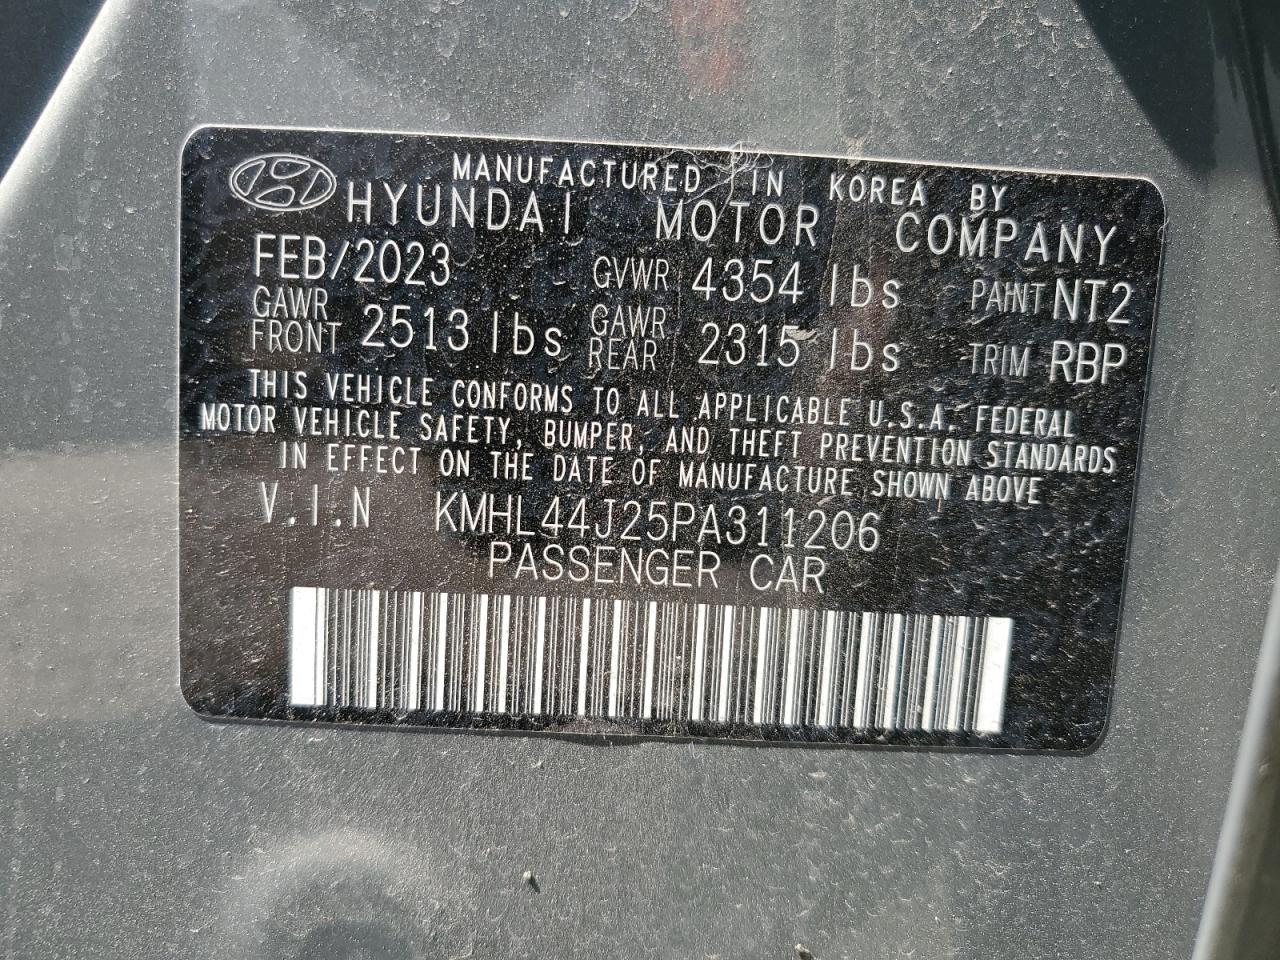 MANUFACTURED IN KOREA BY
HYUNDAI MOTOR COMPANY
FEB/2023 GVWR 4354 lbs PAINT NT2
GAWR FRONT 2513 lbs GAWR REAR 2315 lbs TRIM RBP
THIS VEHICLE CONFORMS TO ALL APPLICABLE U.S.A. FEDERAL
MOTOR VEHICLE SAFETY, BUMPER, AND THEFT PREVENTION STANDARDS
IN EFFECT ON THE DATE OF MANUFACTURE SHOWN ABOVE
V.I.N KMHL44J25PA311206
PASSENGER CAR